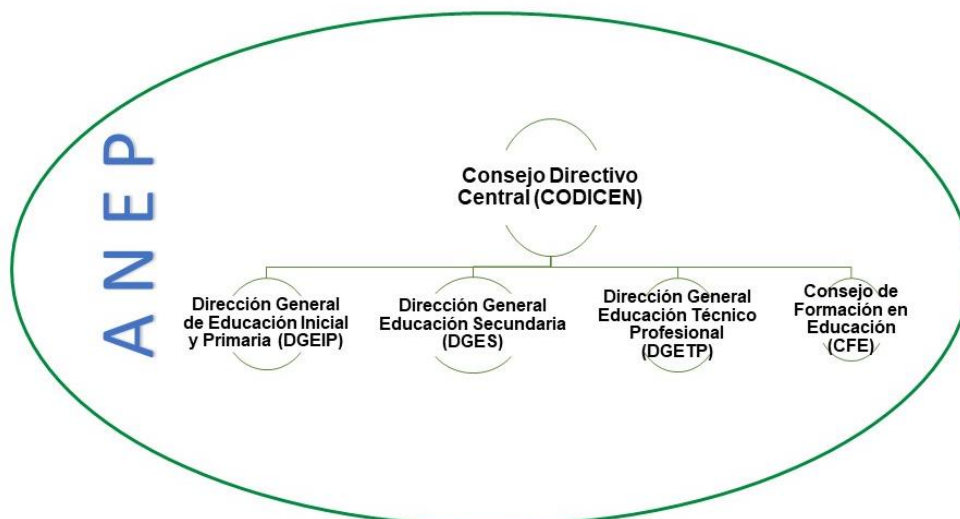 ANEP
Consejo Directivo
Central (CODICEN)
Dirección General
de Educación Inicial
y Primaria (DGEIP)
Dirección General
Educación Secundaria
(DGES)
Dirección General
Educación Técnico
Profesional
(DGETP)
Consejo de
Formación en
Educación
(CFE)